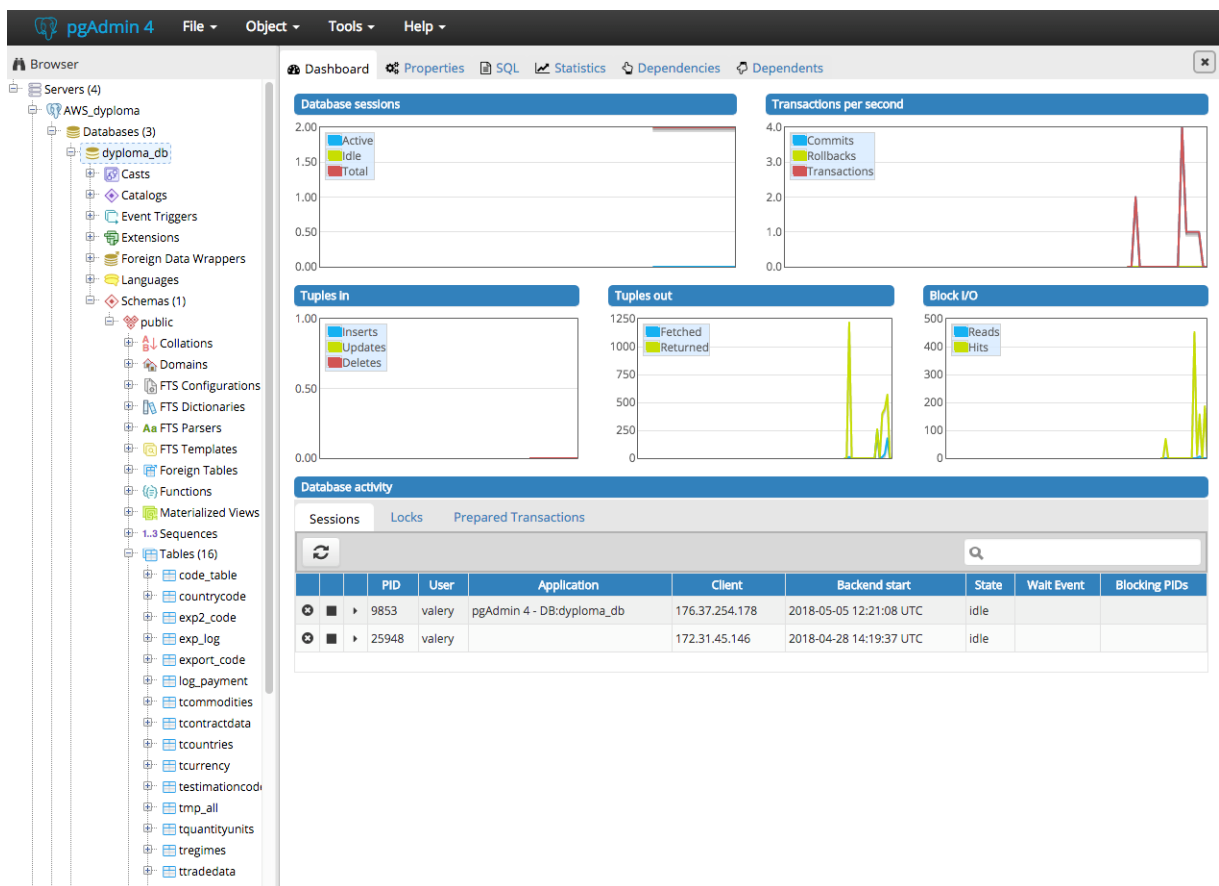 pgAdmin 4 File Object Tools Help
Browser
Dashboard Properties SQL Statistics Dependencies Dependents
Servers (4)
AWS_dyploma
Databases (3)
dyploma_db
Casts
Catalogs
Event Triggers
Extensions
Foreign Data Wrappers
Languages
Schemas (1)
public
Collations
Domains
FTS Configurations
FTS Dictionaries
Aa FTS Parsers
FTS Templates
Foreign Tables
Functions
Materialized Views
1..3 Sequences
Tables (16)
code_table
countrycode
exp2_code
exp_log
export_code
log_payment
tcommodities
tcontractdata
tcountries
tcurrency
testimationcod
tmp_all
tquantityunits
tregimes
ttradedata
Database sessions
2.00
1.50
1.00
0.50
0.00
Active
Idle
Total
Transactions per second
4.0
3.0
2.0
1.0
0.0
Commits
Rollbacks
Transactions
Tuples in
1.00
0.50
0.00
Inserts
Updates
Deletes
Tuples out
1250
1000
750
500
250
0
Fetched
Returned
Block I/O
500
400
300
200
100
0
Reads
Hits
Database activity
Sessions Locks Prepared Transactions
PID User Application Client Backend start State Wait Event Blocking PIDs
9853 valery pgAdmin 4 - DB:dyploma_db 176.37.254.178 2018-05-05 12:21:08 UTC idle
25948 valery 172.31.45.146 2018-04-28 14:19:37 UTC idle